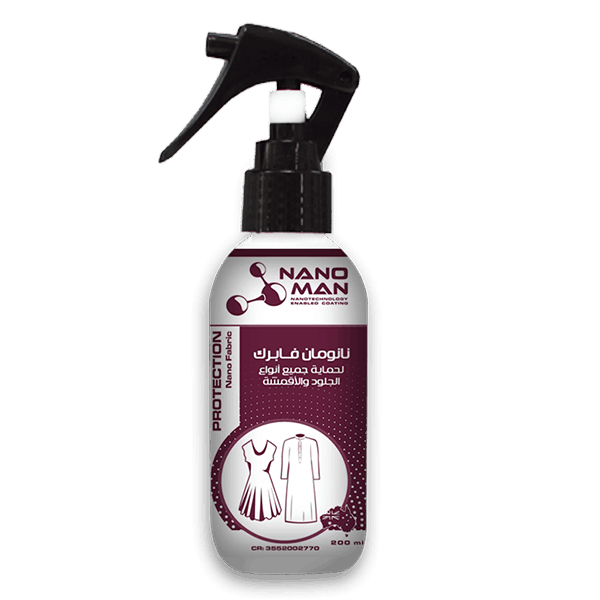 NANO
MAN
NANOTECHNOLOGY
ENABLED COATING
نانومان فابرك
لحماية جميع أنواع
الجلود والأقمشة
PROTECTION
Nano Fabric
200 ml
CR: 3552002770